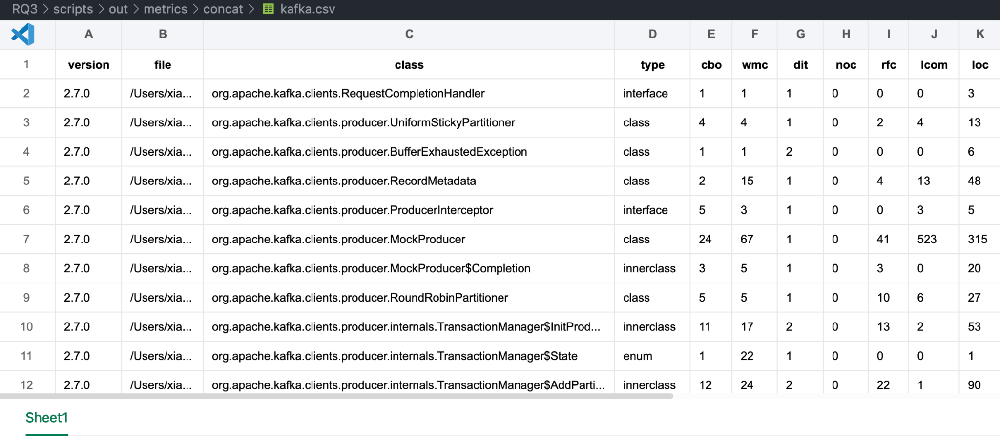 RQ3 > scripts > out > metrics > concat > kafka.csv
A B C D E F G H I J K
1 version file class type cbo wmc dit noc rfc lcom loc
2 2.7.0 /Users/xia... org.apache.kafka.clients.RequestCompletionHandler interface 1 1 1 0 0 0 3
3 2.7.0 /Users/xia... org.apache.kafka.clients.producer.UniformStickyPartitioner class 4 4 1 0 2 4 13
4 2.7.0 /Users/xia... org.apache.kafka.clients.producer.BufferExhaustedException class 1 1 2 0 0 0 6
5 2.7.0 /Users/xia... org.apache.kafka.clients.producer.RecordMetadata class 2 15 1 0 4 13 48
6 2.7.0 /Users/xia... org.apache.kafka.clients.producer.ProducerInterceptor interface 5 3 1 0 0 3 5
7 2.7.0 /Users/xia... org.apache.kafka.clients.producer.MockProducer class 24 67 1 0 41 523 315
8 2.7.0 /Users/xia... org.apache.kafka.clients.producer.MockProducer$Completion innerclass 3 5 1 0 3 0 20
9 2.7.0 /Users/xia... org.apache.kafka.clients.producer.RoundRobinPartitioner class 5 5 1 0 10 6 27
10 2.7.0 /Users/xia... org.apache.kafka.clients.producer.internals.TransactionManager$InitProd... innerclass 11 17 2 0 13 2 53
11 2.7.0 /Users/xia... org.apache.kafka.clients.producer.internals.TransactionManager$State enum 1 22 1 0 0 0 1
12 2.7.0 /Users/xia... org.apache.kafka.clients.producer.internals.TransactionManager$AddParti... innerclass 12 24 2 0 22 1 90
Sheet1